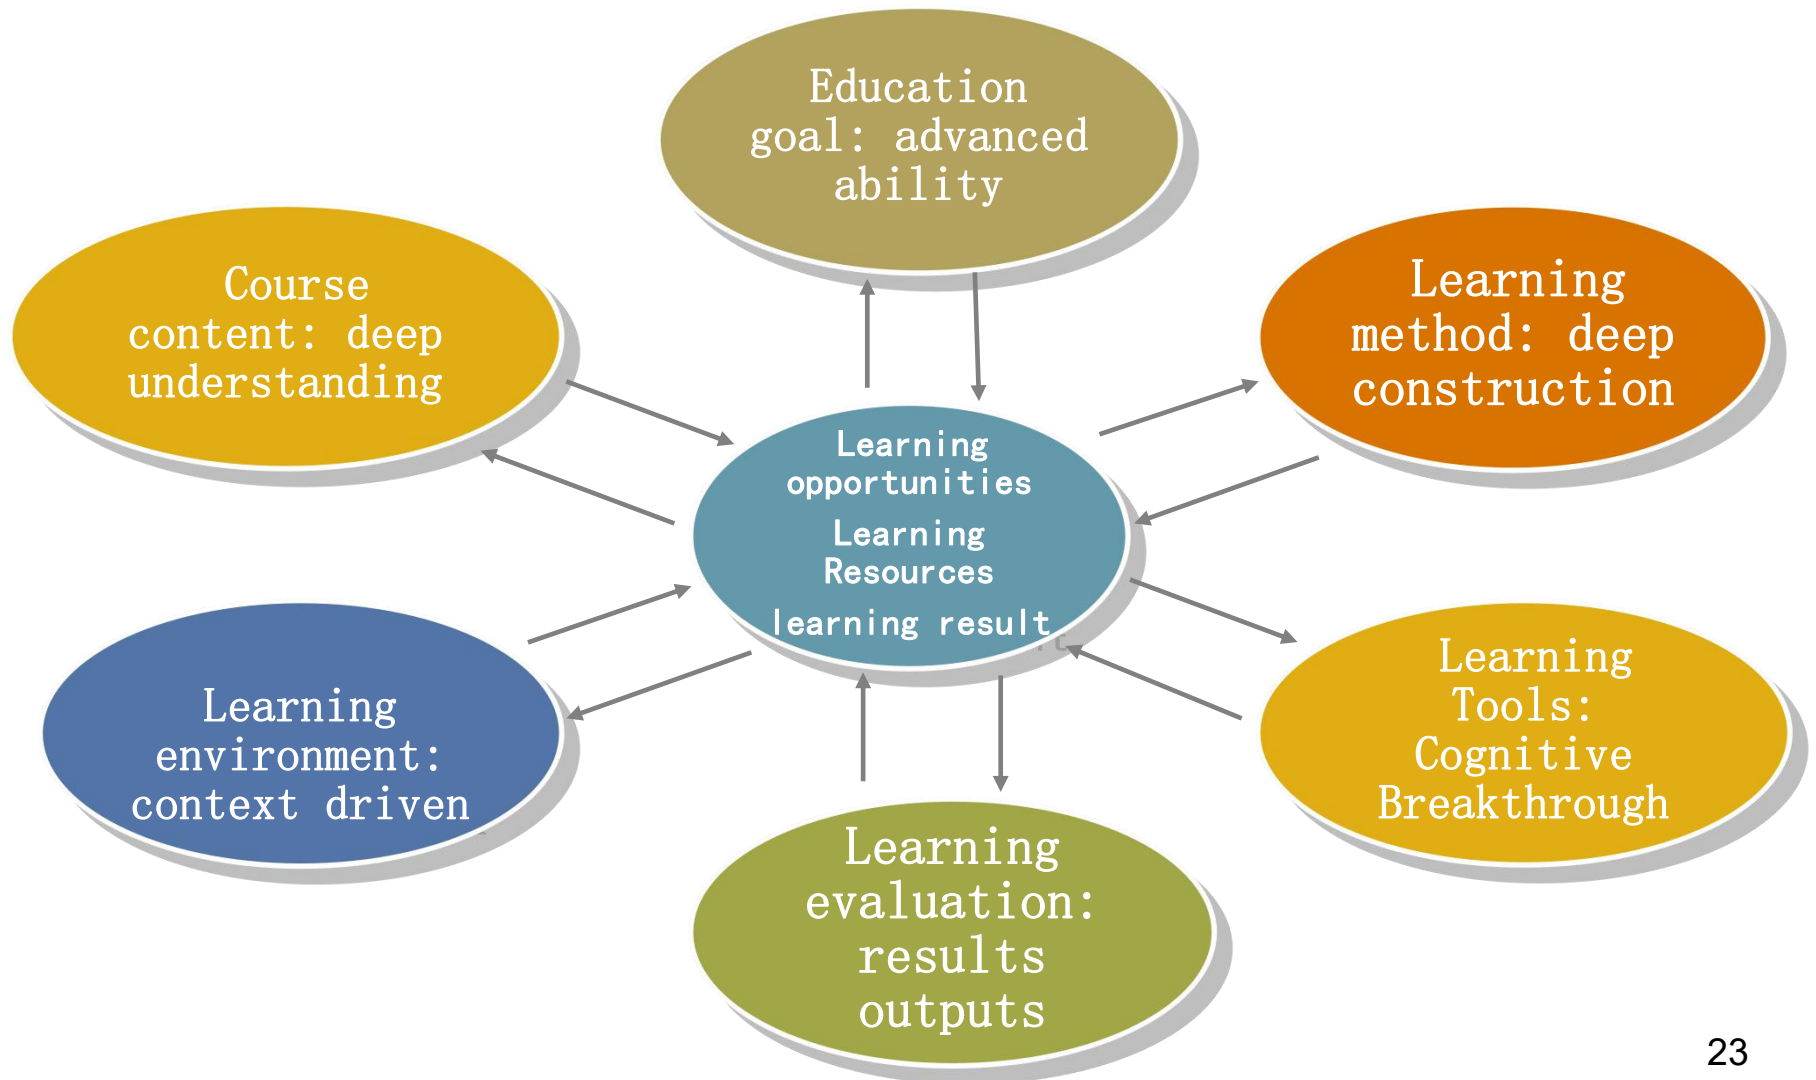 Education
goal: advanced
ability
Course
content: deep
understanding
Learning
method: deep
construction
Learning
opportunities
Learning
Resources
learning result
Learning
environment:
context driven
Learning
Tools:
Cognitive
Breakthrough
Learning
evaluation:
results
outputs
23